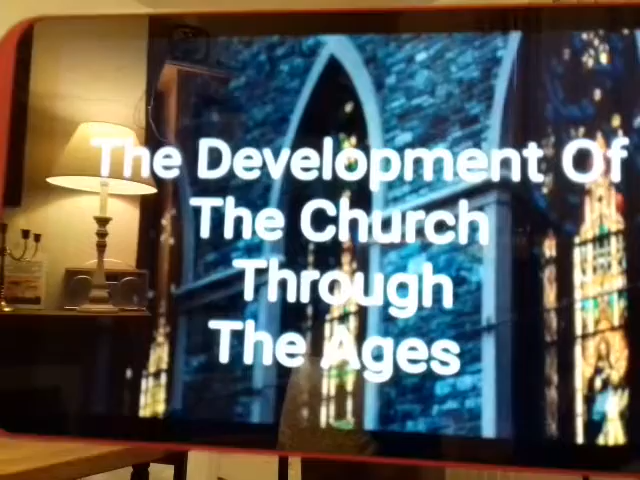 The Development Of
The Church
Through
The Ages